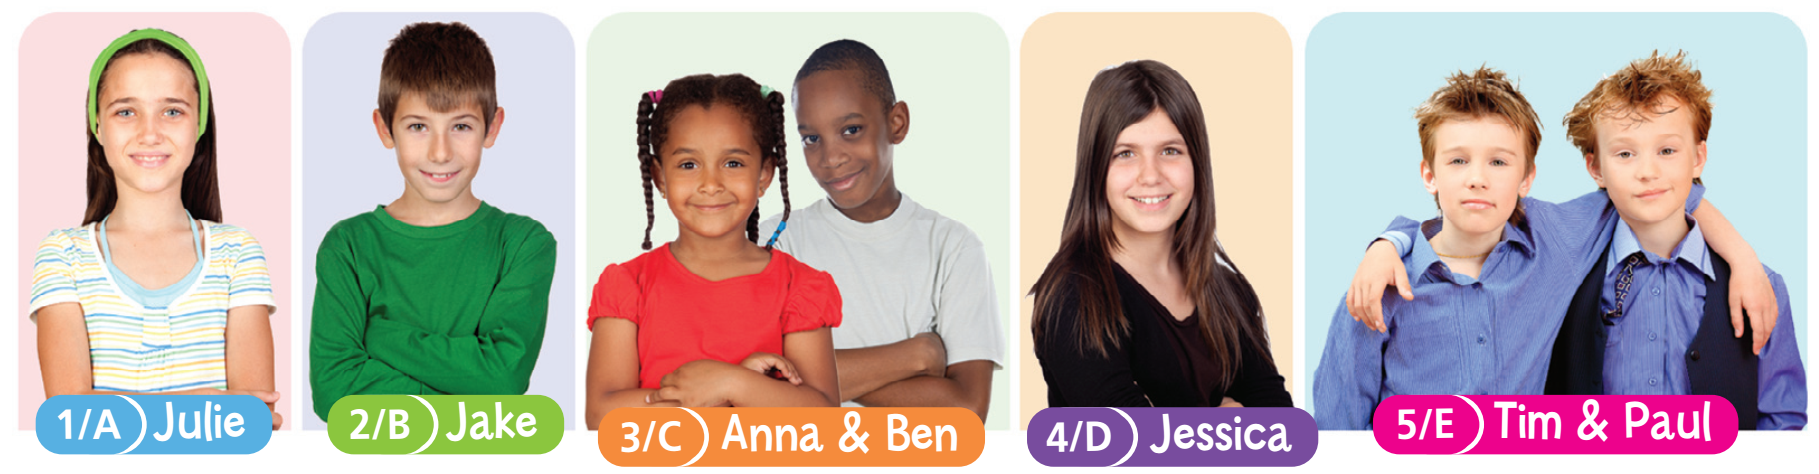 1/A) Julie
2/B) Jake
3/C) Anna & Ben
4/D) Jessica
5/E) Tim & Paul